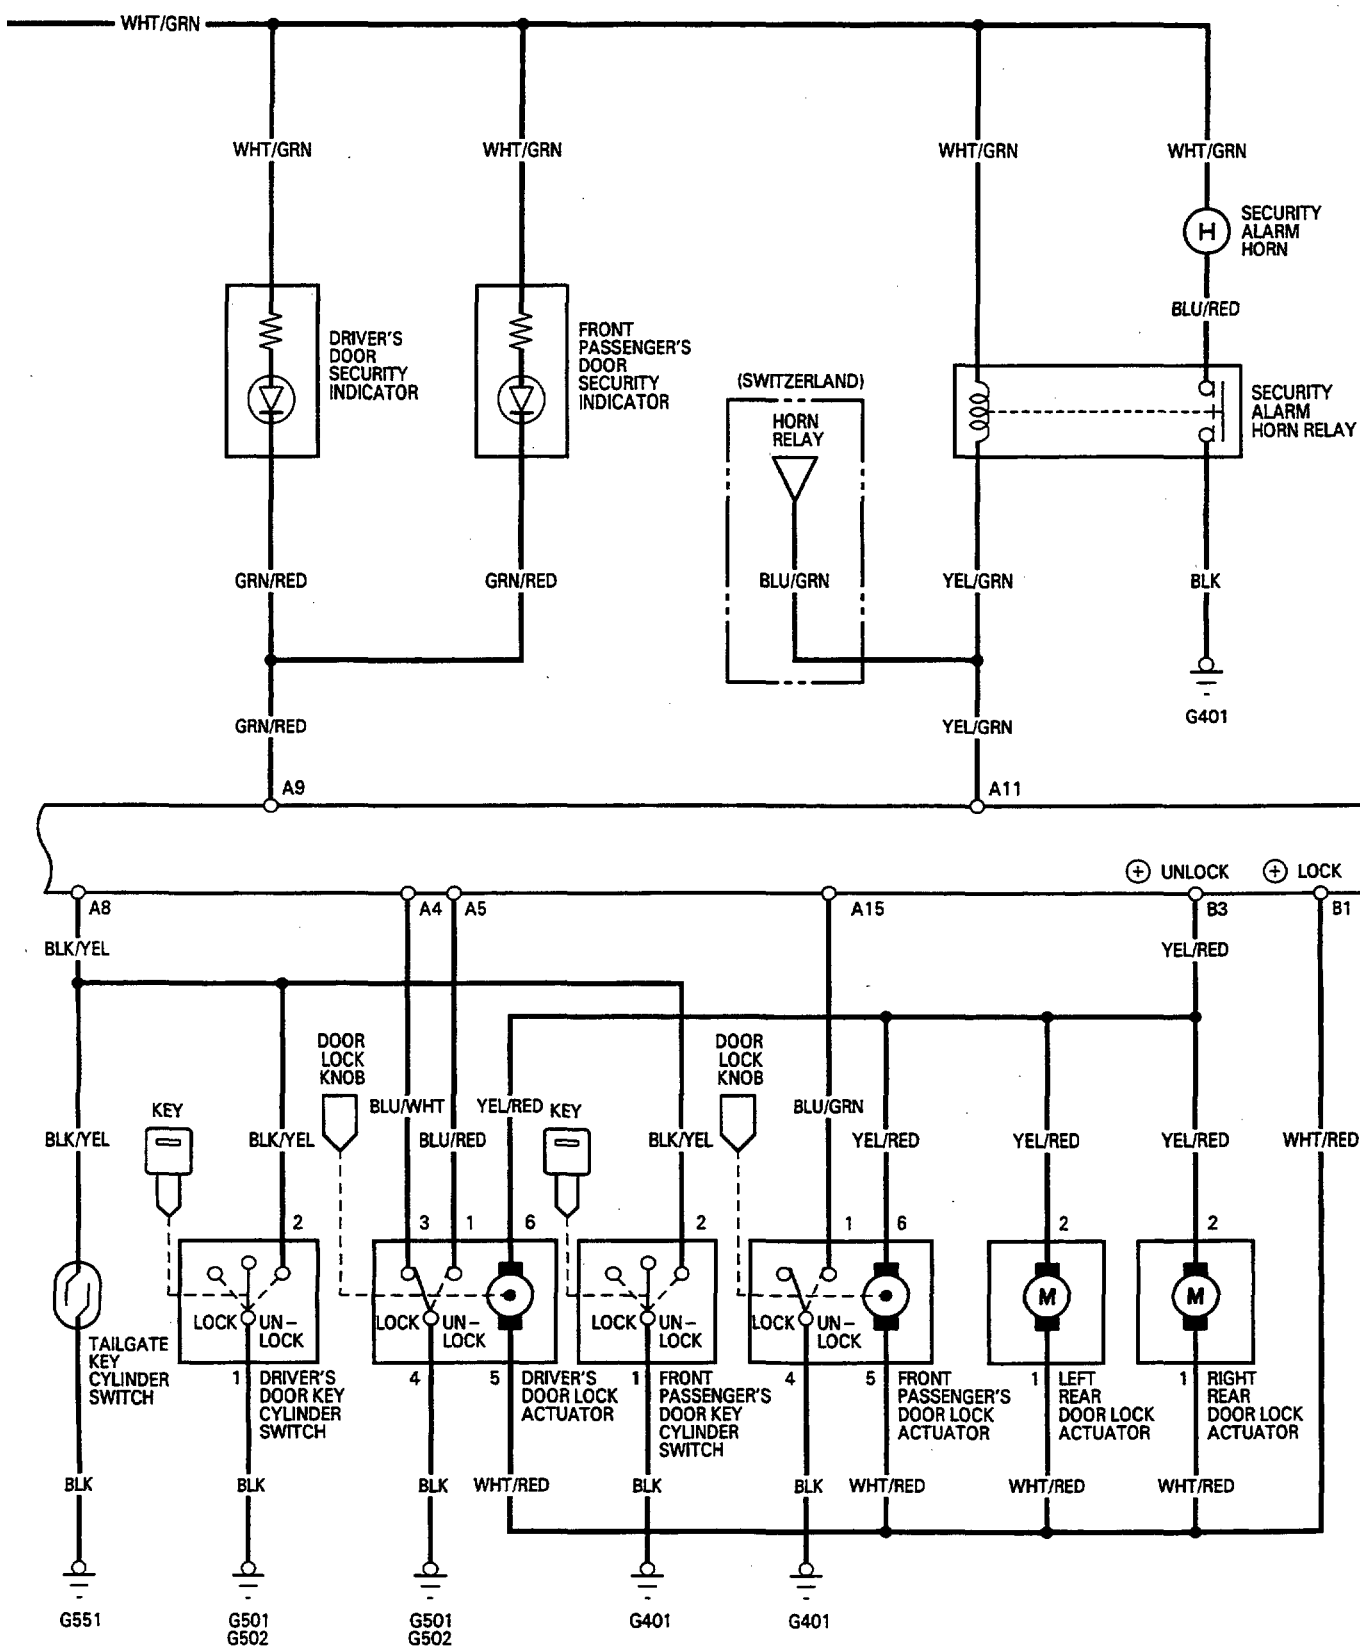 WHT/GRN
WHT/GRN
WHT/GRN
WHT/GRN
WHT/GRN
H
SECURITY
ALARM
HORN
BLU/RED
DRIVER'S
DOOR
SECURITY
INDICATOR
FRONT
PASSENGER'S
DOOR
SECURITY
INDICATOR
(SWITZERLAND)
HORN
RELAY
SECURITY
ALARM
HORN RELAY
GRN/RED
GRN/RED
BLU/GRN
YEL/GRN
BLK
GRN/RED
YEL/GRN
G401
A9
A11
+ UNLOCK
+ LOCK
A8
A4
A5
A15
B3
B1
BLK/YEL
YEL/RED
DOOR
LOCK
KNOB
DOOR
LOCK
KNOB
KEY
BLU/WHT
YEL/RED
KEY
BLU/GRN
BLK/YEL
BLK/YEL
BLU/RED
BLK/YEL
YEL/RED
YEL/RED
YEL/RED
WHT/RED
2
3
1
6
2
1
6
2
2
M
M
LOCK
UN-
LOCK
LOCK
UN-
LOCK
LOCK
UN-
LOCK
LOCK
UN-
LOCK
TAILGATE
KEY
CYLINDER
SWITCH
1
DRIVER'S
DOOR KEY
CYLINDER
SWITCH
4
5
DRIVER'S
DOOR LOCK
ACTUATOR
1
FRONT
PASSENGER'S
DOOR KEY
CYLINDER
SWITCH
4
5
FRONT
PASSENGER'S
DOOR LOCK
ACTUATOR
1
LEFT
REAR
DOOR LOCK
ACTUATOR
1
RIGHT
REAR
DOOR LOCK
ACTUATOR
BLK
BLK
BLK
WHT/RED
BLK
BLK
WHT/RED
WHT/RED
WHT/RED
G551
G501
G502
G501
G502
G401
G401